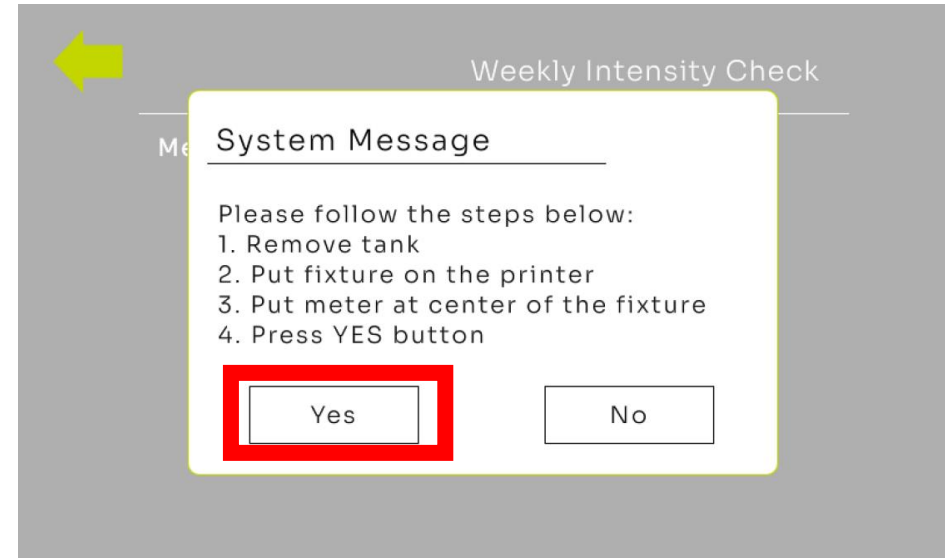 Weekly Intensity Check
Me
System Message
Please follow the steps below:
1. Remove tank
2. Put fixture on the printer
3. Put meter at center of the fixture
4. Press YES button
Yes
No